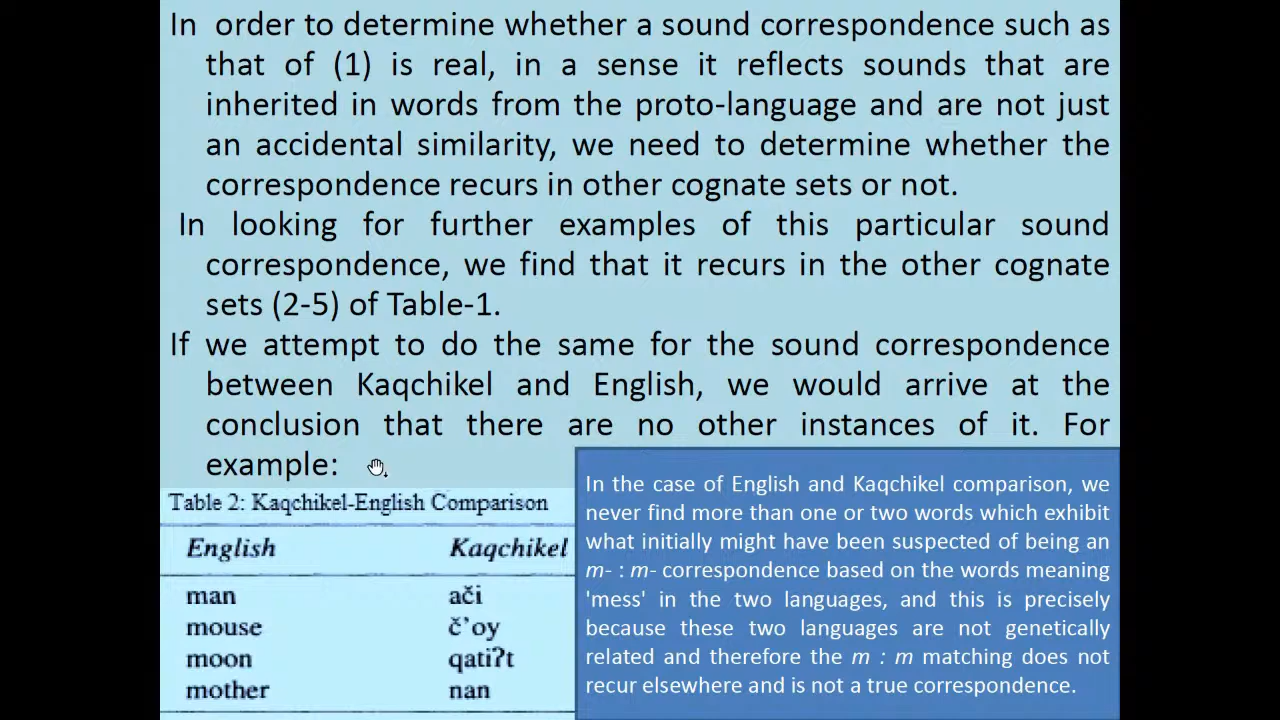 In order to determine whether a sound correspondence such as
that of (1) is real, in a sense it reflects sounds that are
inherited in words from the proto-language and are not just
an accidental similarity, we need to determine whether the
correspondence recurs in other cognate sets or not.
In looking for further examples of this particular sound
correspondence, we find that it recurs in the other cognate
sets (2-5) of Table-1.
If we attempt to do the same for the sound correspondence
between Kaqchikel and English, we would arrive at the
conclusion that there are no other instances of it. For
example:
Table 2: Kaqchikel-English Comparison
English Kaqchikel
man ači
mouse č’oy
moon qatiʔt
mother nan
In the case of English and Kaqchikel comparison, we
never find more than one or two words which exhibit
what initially might have been suspected of being an
m- : m- correspondence based on the words meaning
'mess' in the two languages, and this is precisely
because these two languages are not genetically
related and therefore the m : m matching does not
recur elsewhere and is not a true correspondence.